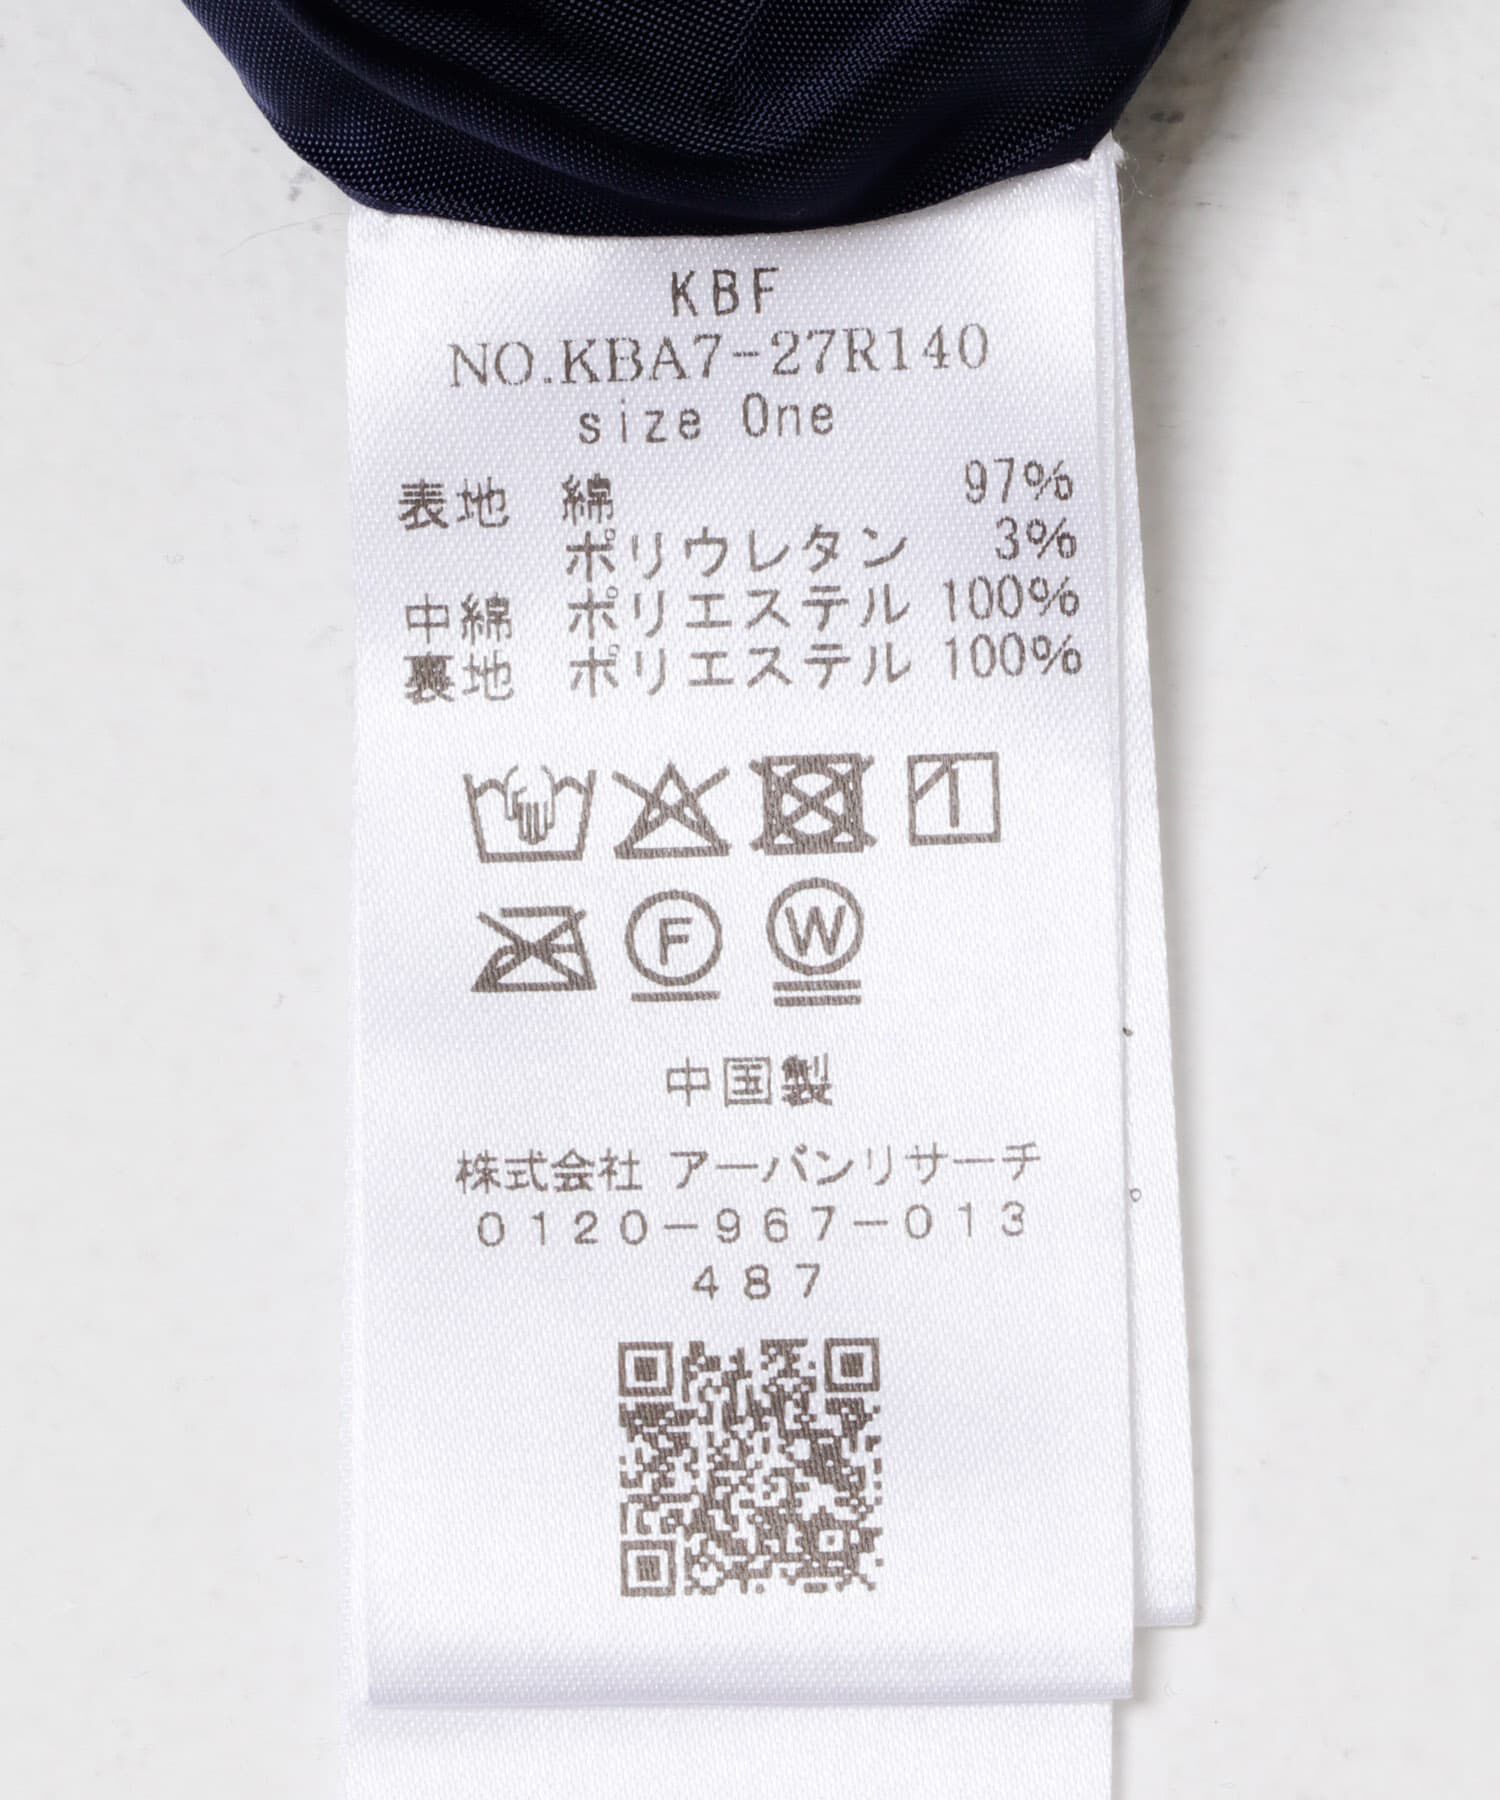 KBF
NO.KBA7-27R140
size One
表地 綿 97%
ポリウレタン 3%
中綿 ポリエステル 100%
裏地 ポリエステル 100%
F W
中国製
株式会社 アーバンリサーチ
0120-967-013
487